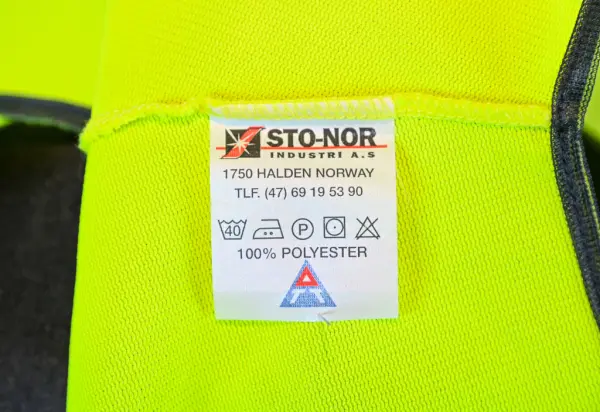 STO-NOR
INDUSTRI A.S
1750 HALDEN NORWAY
TLF. (47) 69 19 53 90
40 P
100% POLYESTER